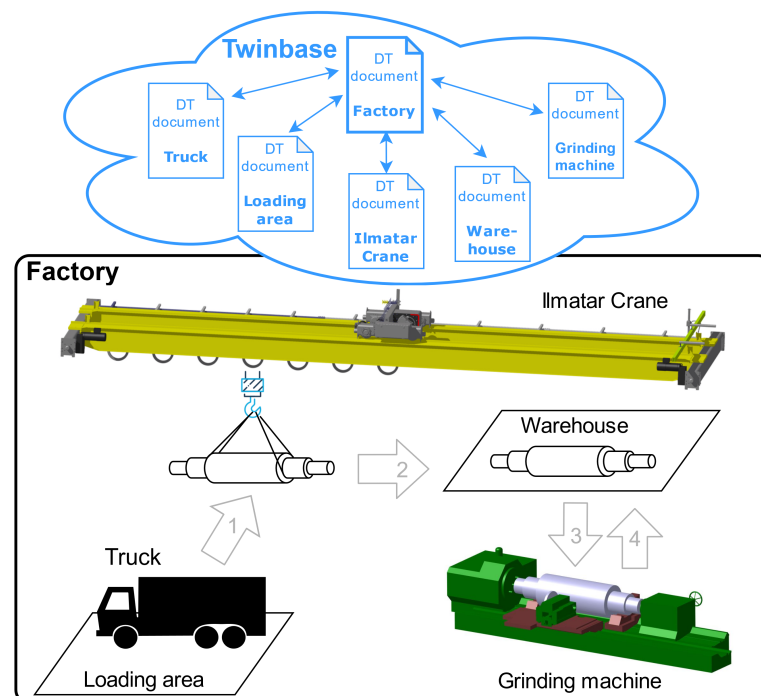 Twinbase
DT
document
Factory
DT
document
Truck
DT
document
Loading
area
DT
document
Ilmatar
Crane
DT
document
Ware-
house
DT
document
Grinding
machine
Factory
Ilmatar Crane
Warehouse
2
1
3
4
Truck
Loading area
Grinding machine